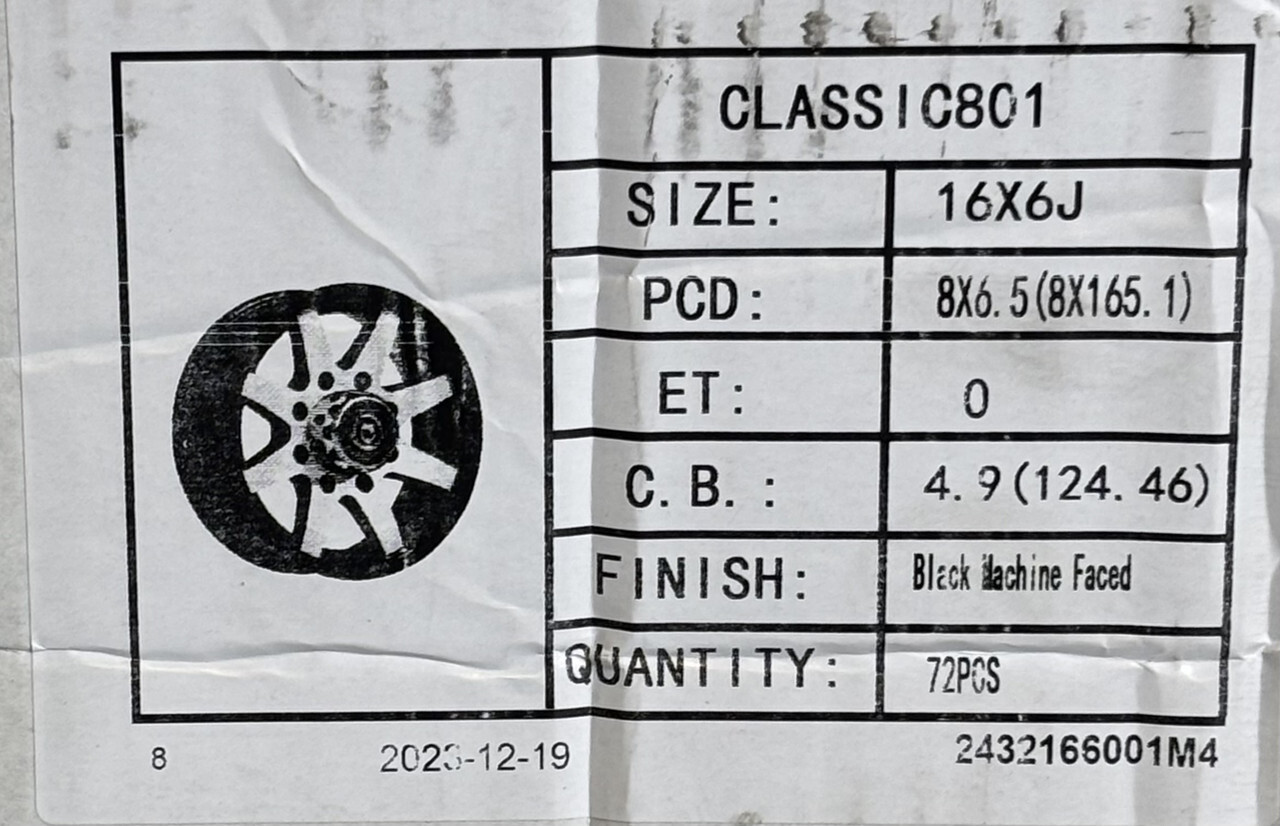 CLASSIC801
SIZE: 16X6J
PCD: 8X6.5(8X165.1)
ET: 0
C.B.: 4.9(124.46)
FINISH: Black Machine Faced
QUANTITY: 72PCS
8 2023-12-19 2432166001M4